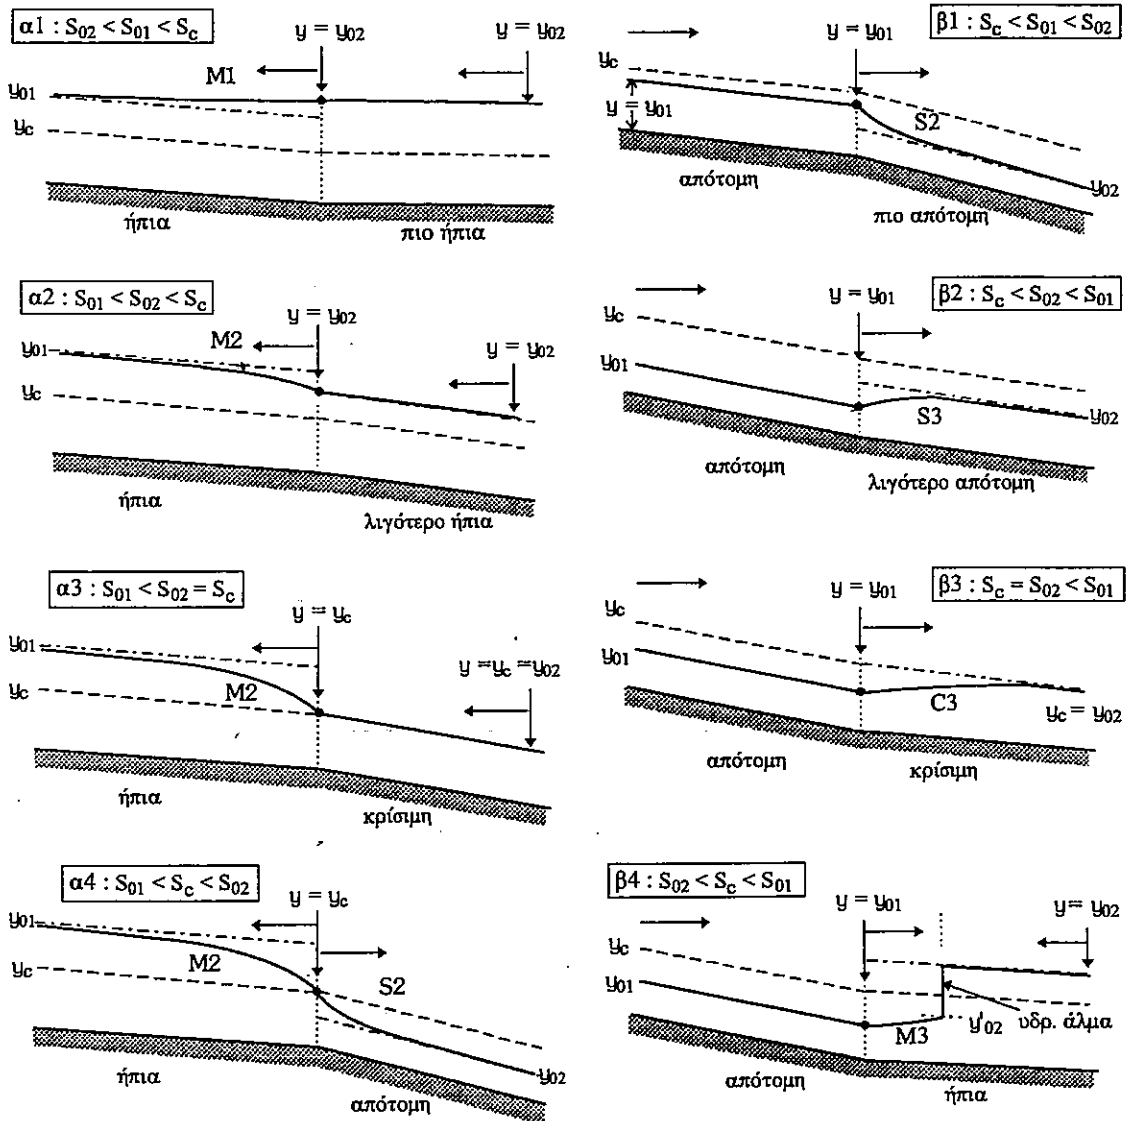 α1 : S02 < S01 < Sc
y = y02
y = y02
M1
y01
yc
ήπια
πιο ήπια
β1 : Sc < S01 < S02
y = y01
yc
y = y01
S2
y02
απότομη
πιο απότομη
α2 : S01 < S02 < Sc
y = y02
y = y02
M2
y01
yc
ήπια
λιγότερο ήπια
β2 : Sc < S02 < S01
y = y01
yc
y01
S3
y02
απότομη
λιγότερο απότομη
α3 : S01 < S02 = Sc
y = yc
y = yc = y02
y01
yc
M2
ήπια
κρίσιμη
β3 : Sc = S02 < S01
y = y01
yc
y01
C3
yc = y02
απότομη
κρίσιμη
α4 : S01 < Sc < S02
y = yc
y01
M2
yc
S2
y02
ήπια
απότομη
β4 : S02 < Sc < S01
y = y01
y = y02
yc
y01
M3
y'02
υδρ. άλμα
απότομη
ήπια